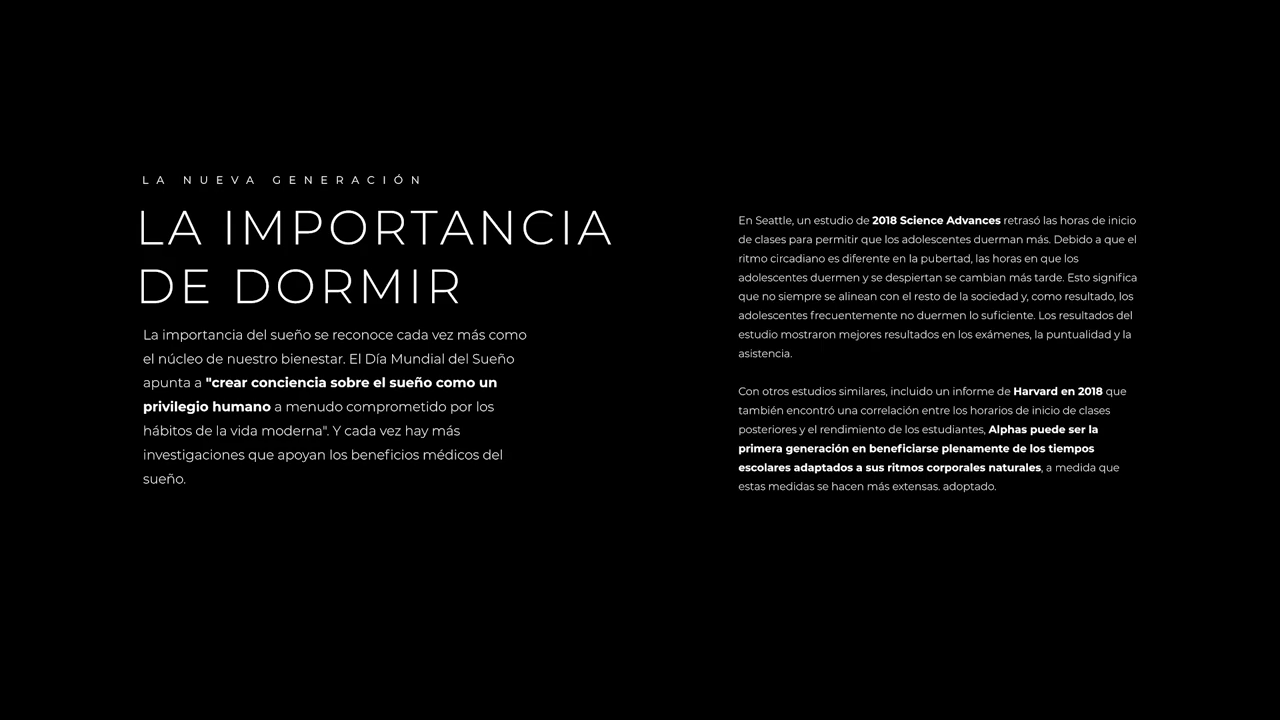 LA NUEVA GENERACIÓN
LA IMPORTANCIA
DE DORMIR
La importancia del sueño se reconoce cada vez más como
el núcleo de nuestro bienestar. El Día Mundial del Sueño
apunta a "crear conciencia sobre el sueño como un
privilegio humano a menudo comprometido por los
hábitos de la vida moderna". Y cada vez hay más
investigaciones que apoyan los beneficios médicos del
sueño.
En Seattle, un estudio de 2018 Science Advances retrasó las horas de inicio
de clases para permitir que los adolescentes duerman más. Debido a que el
ritmo circadiano es diferente en la pubertad, las horas en que los
adolescentes duermen y se despiertan se cambian más tarde. Esto significa
que no siempre se alinean con el resto de la sociedad y, como resultado, los
adolescentes frecuentemente no duermen lo suficiente. Los resultados del
estudio mostraron mejores resultados en los exámenes, la puntualidad y la
asistencia.
Con otros estudios similares, incluido un informe de Harvard en 2018 que
también encontró una correlación entre los horarios de inicio de clases
posteriores y el rendimiento de los estudiantes, Alphas puede ser la
primera generación en beneficiarse plenamente de los tiempos
escolares adaptados a sus ritmos corporales naturales, a medida que
estas medidas se hacen más extensas. adoptado.